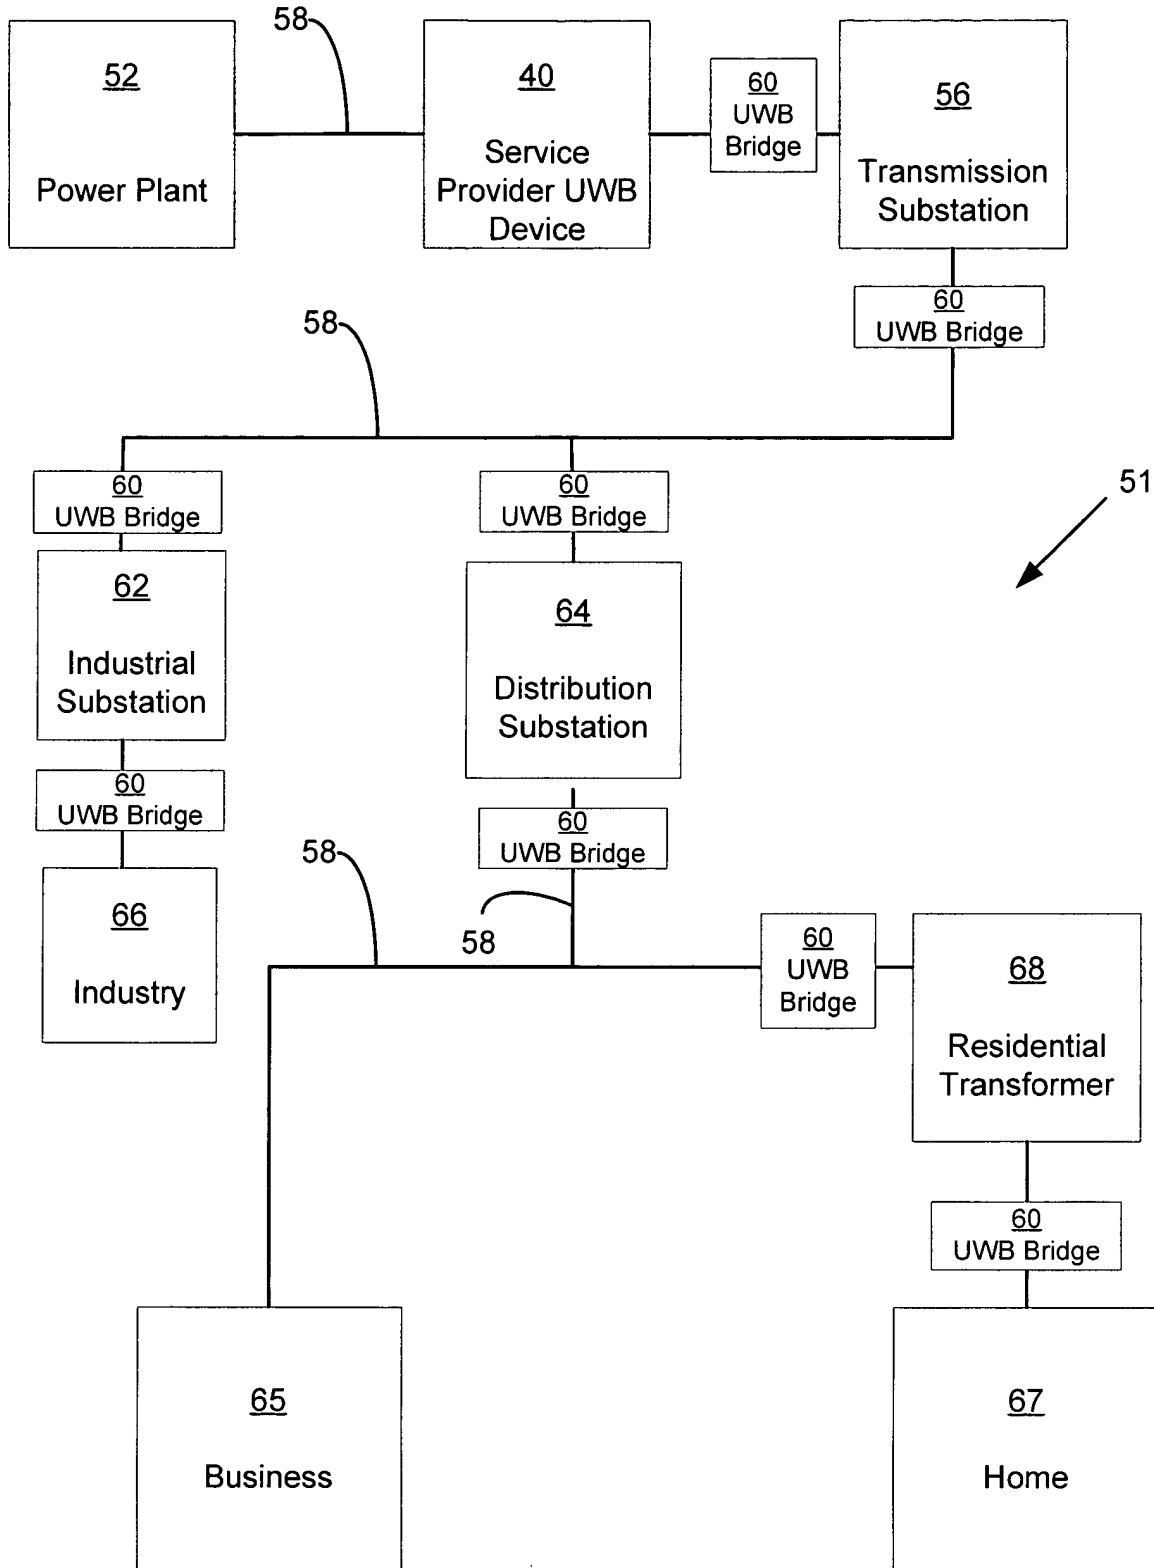 58
52
Power Plant
40
Service
Provider UWB
Device
60
UWB
Bridge
56
Transmission
Substation
60
UWB Bridge
58
60
UWB Bridge
60
UWB Bridge
51
62
Industrial
Substation
64
Distribution
Substation
60
UWB Bridge
60
UWB Bridge
58
58
66
Industry
60
UWB
Bridge
68
Residential
Transformer
60
UWB Bridge
65
Business
67
Home